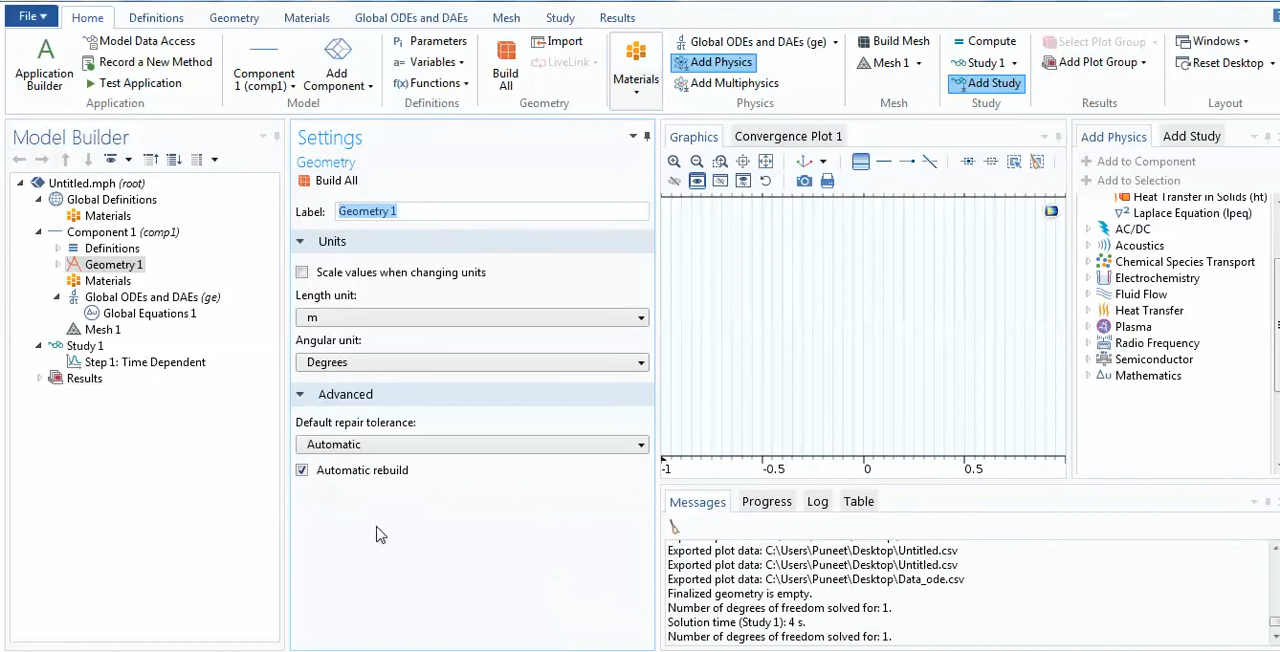 File
Home
Definitions
Geometry
Materials
Global ODEs and DAEs
Mesh
Study
Results
Application
Builder
Model Data Access
Record a New Method
Test Application
Application
Component
1 (comp1)
Add
Component
Model
Pi Parameters
a= Variables
f(x) Functions
Definitions
Build
All
Import
LiveLink
Geometry
Materials
Global ODEs and DAEs (ge)
Add Physics
Add Multiphysics
Physics
Build Mesh
Mesh 1
Mesh
= Compute
Study 1
Add Study
Study
Select Plot Group
Add Plot Group
Results
Windows
Reset Desktop
Layout
Model Builder
Untitled.mph (root)
Global Definitions
Materials
Component 1 (comp1)
Definitions
Geometry 1
Materials
Global ODEs and DAEs (ge)
Global Equations 1
Mesh 1
Study 1
Step 1: Time Dependent
Results
Settings
Geometry
Build All
Label: Geometry 1
Units
Scale values when changing units
Length unit:
m
Angular unit:
Degrees
Advanced
Default repair tolerance:
Automatic
Automatic rebuild
Graphics
Convergence Plot 1
-1 -0.5 0 0.5
Messages
Progress
Log
Table
Exported plot data: C:\Users\Puneet\Desktop\Untitled.csv
Exported plot data: C:\Users\Puneet\Desktop\Untitled.csv
Exported plot data: C:\Users\Puneet\Desktop\Data_ode.csv
Finalized geometry is empty.
Number of degrees of freedom solved for: 1.
Solution time (Study 1): 4 s.
Number of degrees of freedom solved for: 1.
Add Physics
Add Study
Add to Component
Add to Selection
Heat Transfer in Solids (ht)
∇² Laplace Equation (lpeq)
AC/DC
Acoustics
Chemical Species Transport
Electrochemistry
Fluid Flow
Heat Transfer
Plasma
Radio Frequency
Semiconductor
Δu Mathematics